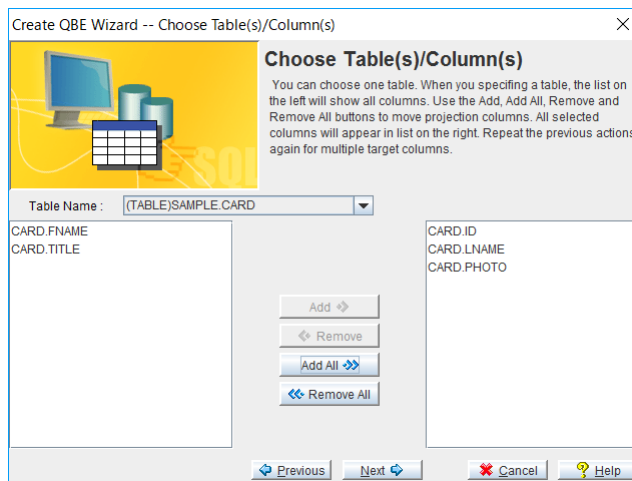 Create QBE Wizard -- Choose Table(s)/Column(s)
Choose Table(s)/Column(s)
You can choose one table. When you specifing a table, the list on
the left will show all columns. Use the Add, Add All, Remove and
Remove All buttons to move projection columns. All selected
columns will appear in list on the right. Repeat the previous actions
again for multiple target columns.
SQL
Table Name :
(TABLE)SAMPLE.CARD
CARD.FNAME
CARD.TITLE
CARD.ID
CARD.LNAME
CARD.PHOTO
Add
Remove
Add All
Remove All
Previous
Next
Cancel
Help